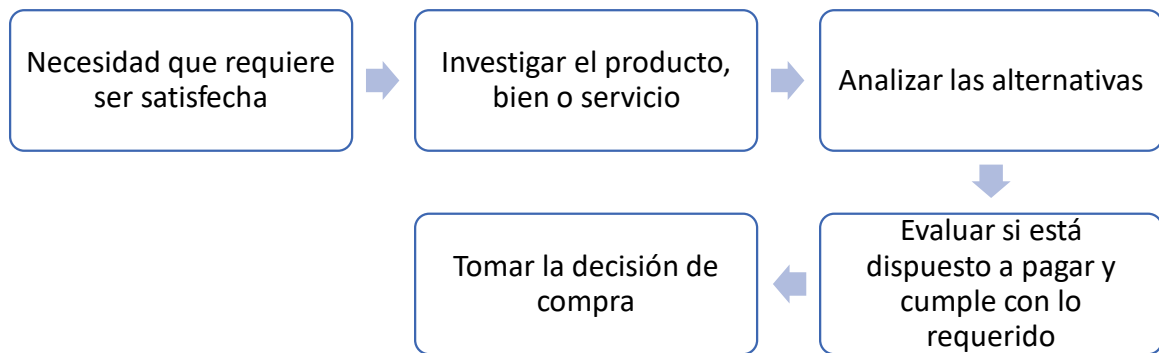 Necesidad que requiere
ser satisfecha
Investigar el producto,
bien o servicio
Analizar las alternativas
Evaluar si está
dispuesto a pagar y
cumple con lo
requerido
Tomar la decisión de
compra